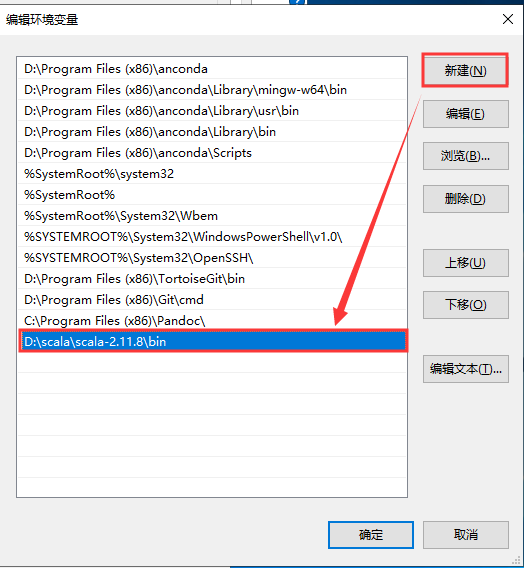 编辑环境变量
D:\Program Files (x86)\anconda
D:\Program Files (x86)\anconda\Library\mingw-w64\bin
D:\Program Files (x86)\anconda\Library\usr\bin
D:\Program Files (x86)\anconda\Library\bin
D:\Program Files (x86)\anconda\Scripts
%SystemRoot%\system32
%SystemRoot%
%SystemRoot%\System32\Wbem
%SYSTEMROOT%\System32\WindowsPowerShell\v1.0\
%SYSTEMROOT%\System32\OpenSSH\
D:\Program Files (x86)\TortoiseGit\bin
D:\Program Files (x86)\Git\cmd
C:\Program Files (x86)\Pandoc\
D:\scala\scala-2.11.8\bin
新建(N)
编辑(E)
浏览(B)...
删除(D)
上移(U)
下移(O)
编辑文本(T)...
确定
取消